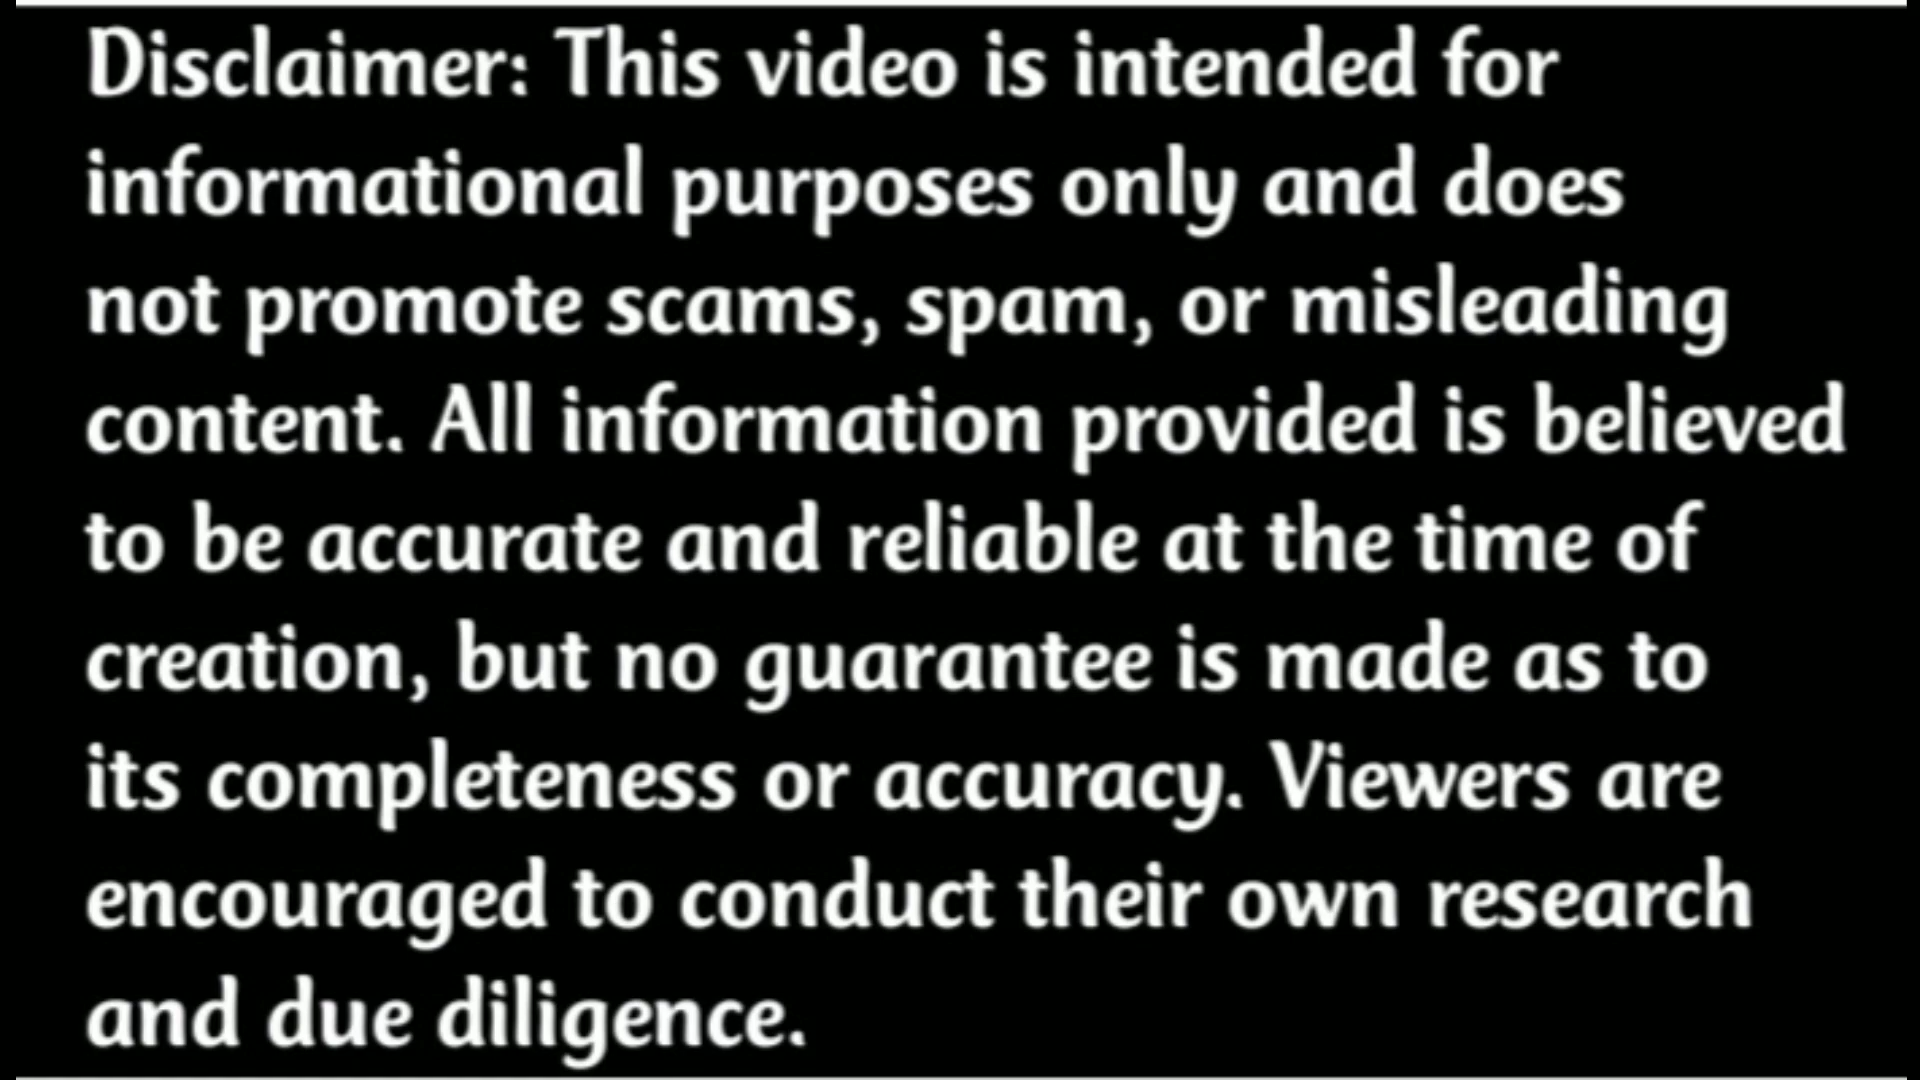 Disclaimer: This video is intended for
informational purposes only and does
not promote scams, spam, or misleading
content. All information provided is believed
to be accurate and reliable at the time of
creation, but no guarantee is made as to
its completeness or accuracy. Viewers are
encouraged to conduct their own research
and due diligence.